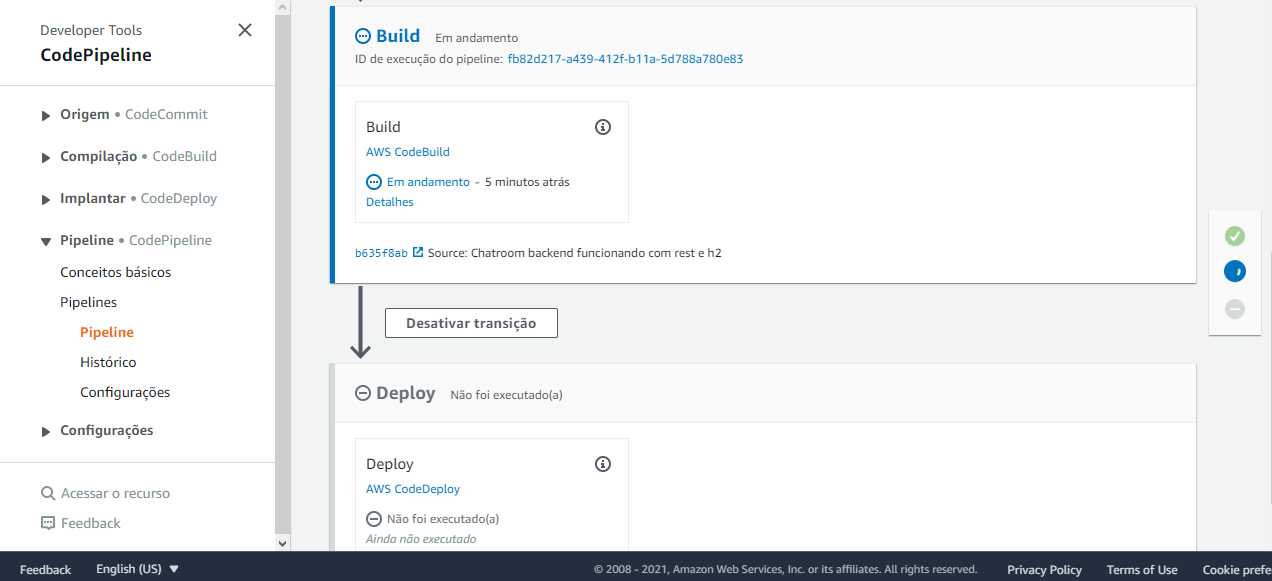 Developer Tools
CodePipeline
Origem • CodeCommit
Compilação • CodeBuild
Implantar • CodeDeploy
Pipeline • CodePipeline
Conceitos básicos
Pipelines
Pipeline
Histórico
Configurações
Configurações
Acessar o recurso
Feedback
Build Em andamento
ID de execução do pipeline: fb82d217-a439-412f-b11a-5d788a780e83
Build
AWS CodeBuild
Em andamento - 5 minutos atrás
Detalhes
b635f8ab Source: Chatroom backend funcionando com rest e h2
Desativar transição
Deploy Não foi executado(a)
Deploy
AWS CodeDeploy
Não foi executado(a)
Ainda não executado
Feedback English (US) © 2008 - 2021, Amazon Web Services, Inc. or its affiliates. All rights reserved. Privacy Policy Terms of Use Cookie prefe